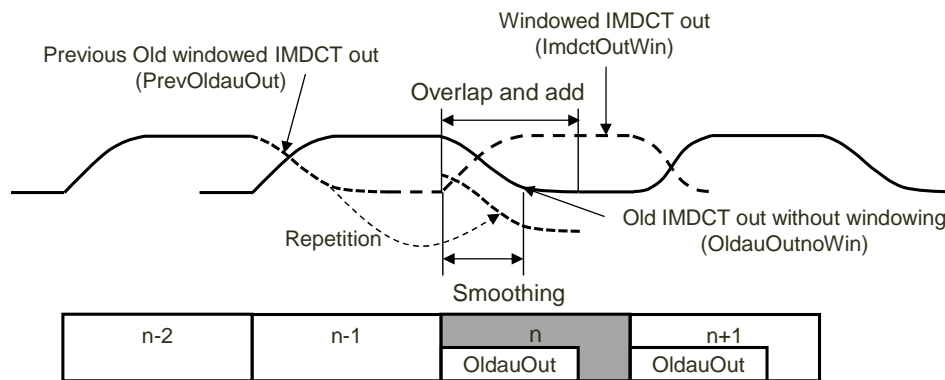 Windowed IMDCT out
(ImdctOutWin)
Previous Old windowed IMDCT out
(PrevOldauOut)
Overlap and add
Old IMDCT out without windowing
(OldauOutnoWin)
Repetition
Smoothing
n-2
n-1
n
n+1
OldauOut
OldauOut